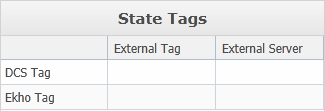 State Tags
External Tag External Server
DCS Tag
Ekho Tag